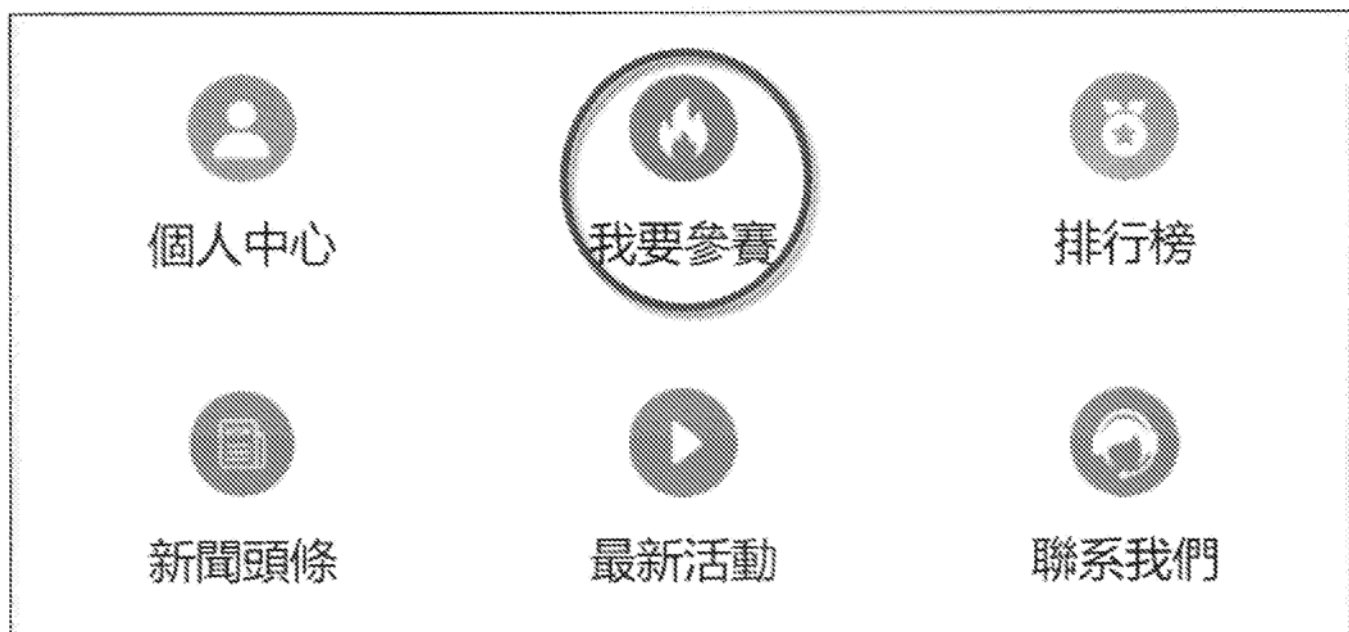 個人中心
我要參賽
排行榜
新聞頭條
最新活動
聯系我們